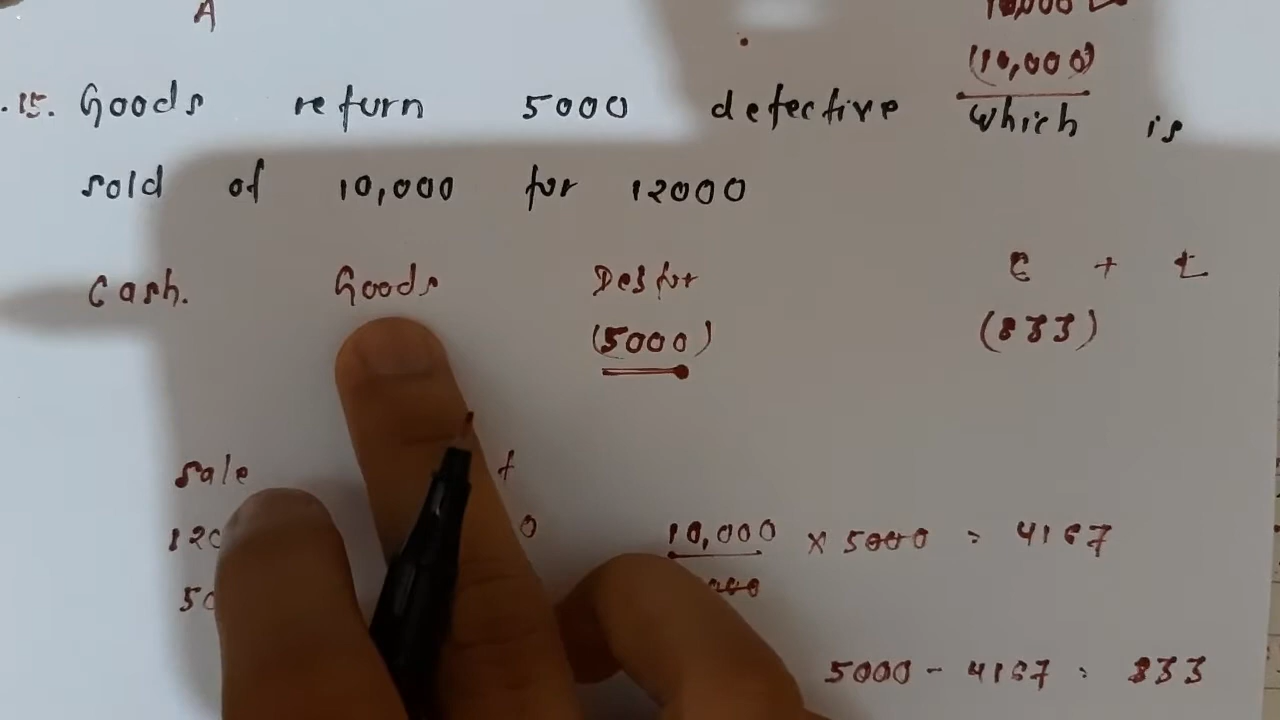 A
(10,000)
.15. Goods return 5000 defective which is
sold of 10,000 for 12000
Cash. Goods C + L
(5000) (833)
sale
10,000 × 5000 = 4167
5000 - 4167 = 833